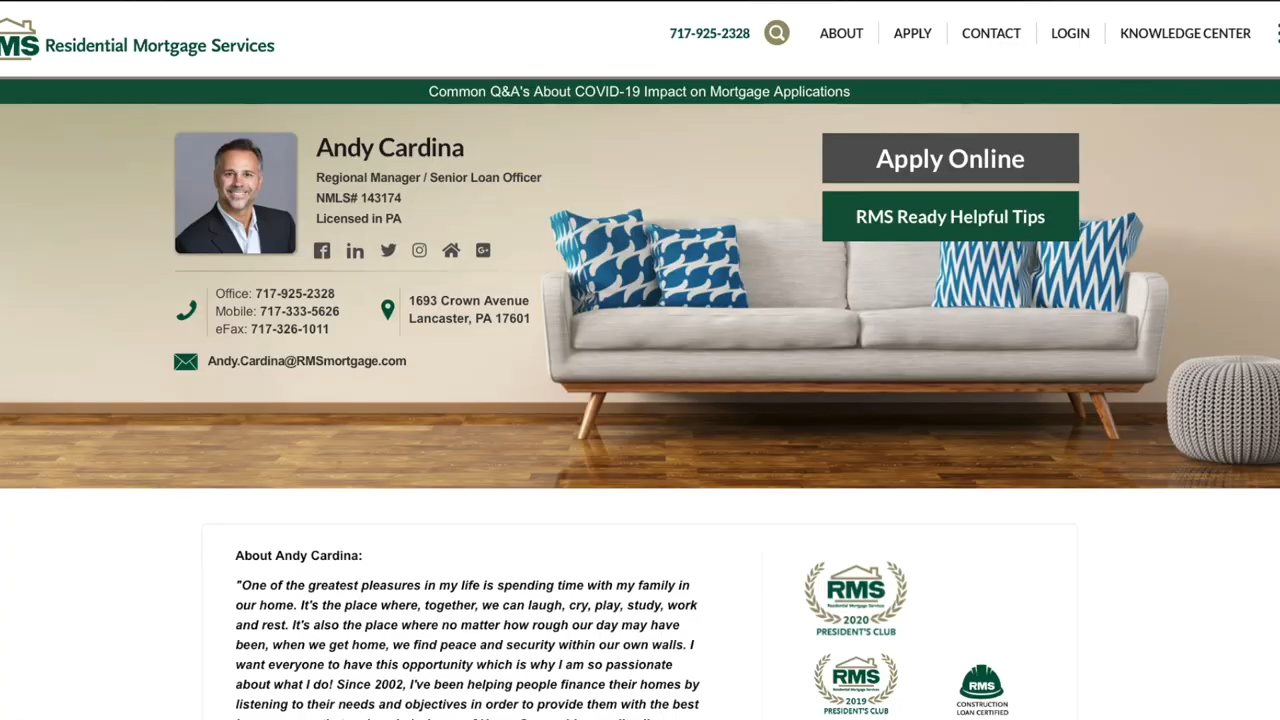 RMS Residential Mortgage Services
717-925-2328
ABOUT
APPLY
CONTACT
LOGIN
KNOWLEDGE CENTER
Common Q&A's About COVID-19 Impact on Mortgage Applications
Andy Cardina
Regional Manager / Senior Loan Officer
NMLS# 143174
Licensed in PA
Apply Online
RMS Ready Helpful Tips
Office: 717-925-2328
Mobile: 717-333-5626
eFax: 717-326-1011
1693 Crown Avenue
Lancaster, PA 17601
Andy.Cardina@RMSmortgage.com
About Andy Cardina:
"One of the greatest pleasures in my life is spending time with my family in
our home. It's the place where, together, we can laugh, cry, play, study, work
and rest. It's also the place where no matter how rough our day may have
been, when we get home, we find peace and security within our own walls. I
want everyone to have this opportunity which is why I am so passionate
about what I do! Since 2002, I've been helping people finance their homes by
listening to their needs and objectives in order to provide them with the best
RMS
Residential Mortgage Services
2020
PRESIDENT'S CLUB
RMS
Residential Mortgage Services
2019
PRESIDENT'S CLUB
RMS
CONSTRUCTION
LOAN CERTIFIED